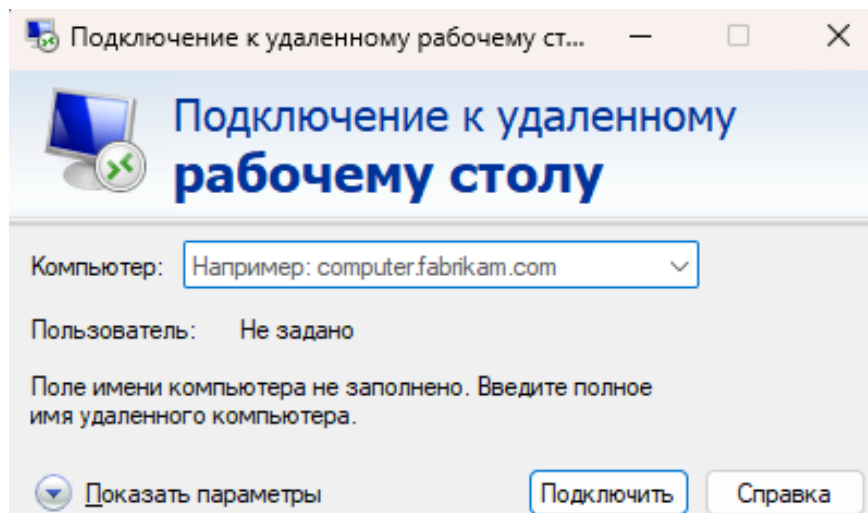 Подключение к удаленному рабочему ст...
Подключение к удаленному
рабочему столу
Компьютер: Например: computer.fabrikam.com
Пользователь: Не задано
Поле имени компьютера не заполнено. Введите полное
имя удаленного компьютера.
Показать параметры Подключить Справка